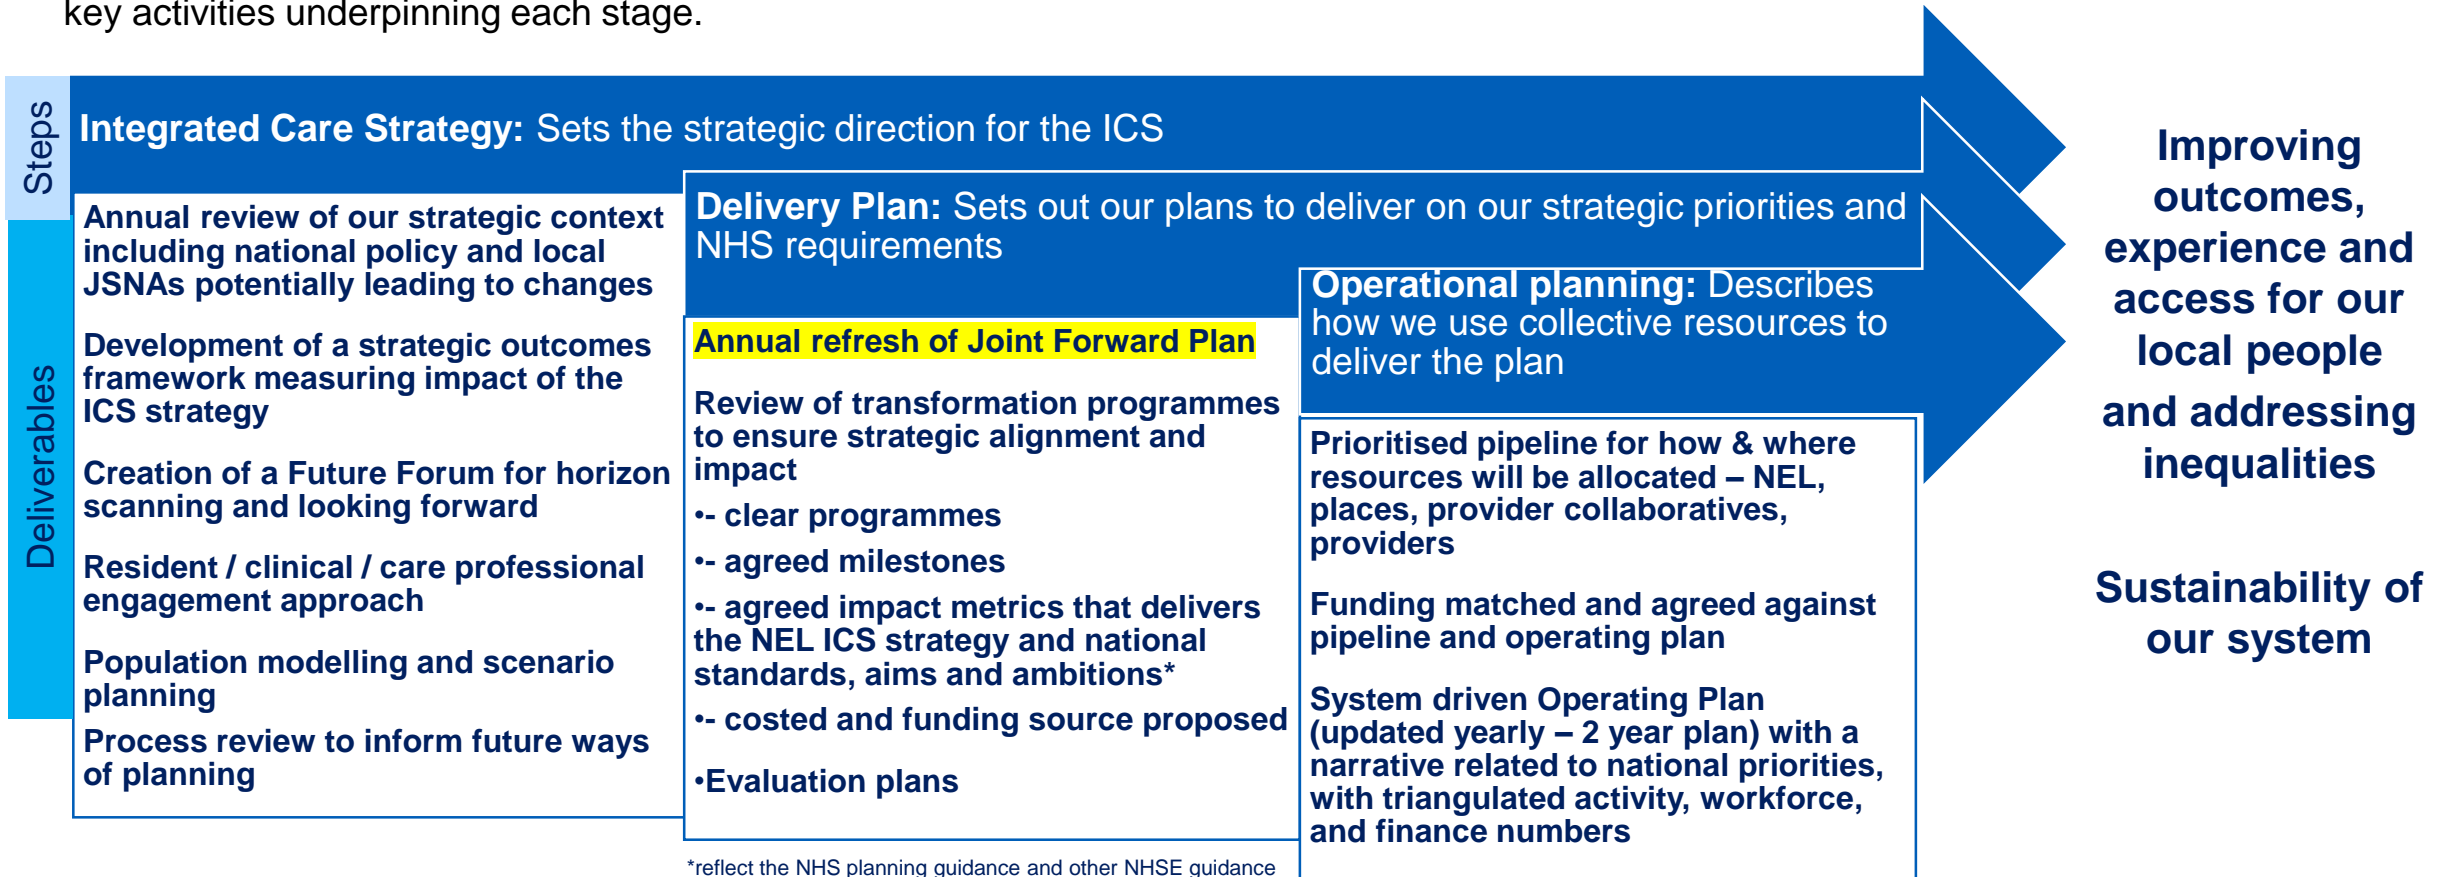 key activities underpinning each stage.
Steps
Integrated Care Strategy: Sets the strategic direction for the ICS
Deliverables
Annual review of our strategic context
including national policy and local
JSNAs potentially leading to changes
Development of a strategic outcomes
framework measuring impact of the
ICS strategy
Creation of a Future Forum for horizon
scanning and looking forward
Resident / clinical / care professional
engagement approach
Population modelling and scenario
planning
Process review to inform future ways
of planning
Delivery Plan: Sets out our plans to deliver on our strategic priorities and
NHS requirements
Annual refresh of Joint Forward Plan
Review of transformation programmes
to ensure strategic alignment and
impact
•- clear programmes
•- agreed milestones
•- agreed impact metrics that delivers
the NEL ICS strategy and national
standards, aims and ambitions*
•- costed and funding source proposed
•Evaluation plans
*reflect the NHS planning guidance and other NHSE guidance
Operational planning: Describes
how we use collective resources to
deliver the plan
Prioritised pipeline for how & where
resources will be allocated – NEL,
places, provider collaboratives,
providers
Funding matched and agreed against
pipeline and operating plan
System driven Operating Plan
(updated yearly – 2 year plan) with a
narrative related to national priorities,
with triangulated activity, workforce,
and finance numbers
Improving
outcomes,
experience and
access for our
local people
and addressing
inequalities
Sustainability of
our system